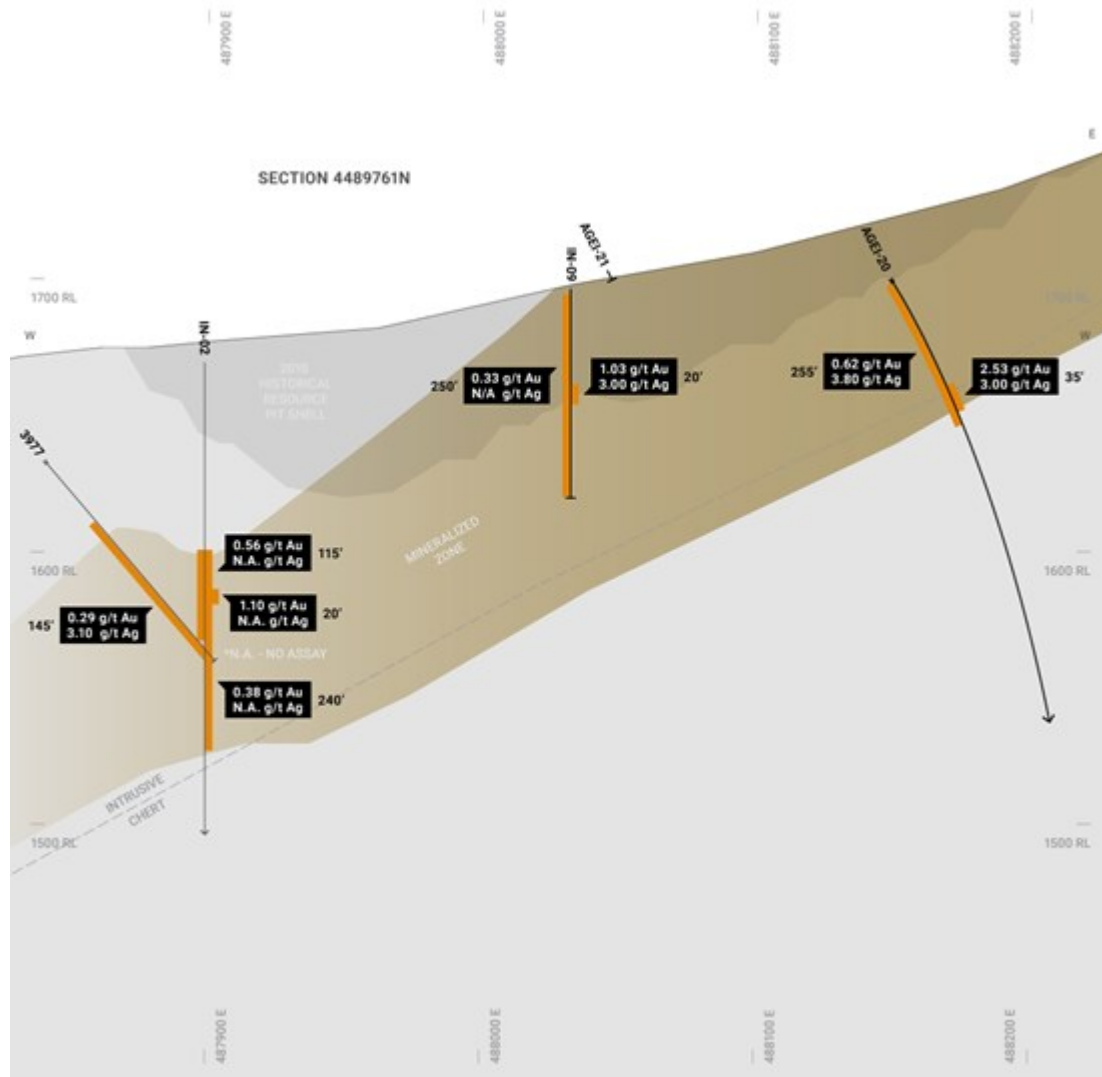 487900 E
488000 E
488100 E
488200 E
E
SECTION 4489761N
AGEI-21
IN-09
AGEI-20
1700 RL
1700 RL
W
W
IN-02
2015
HISTORICAL
RESOURCE
PIT SHELL
250'
0.33 g/t Au
N/A g/t Ag
1.03 g/t Au
3.00 g/t Ag
20'
255'
0.62 g/t Au
3.80 g/t Ag
2.53 g/t Au
3.00 g/t Ag
35'
3977
MINERALIZED
ZONE
0.56 g/t Au
N.A. g/t Ag
115'
1600 RL
1600 RL
1.10 g/t Au
N.A. g/t Ag
20'
145'
0.29 g/t Au
3.10 g/t Ag
*N.A. - NO ASSAY
0.38 g/t Au
N.A. g/t Ag
240'
INTRUSIVE
CHERT
1500 RL
1500 RL
487900 E
488000 E
488100 E
488200 E